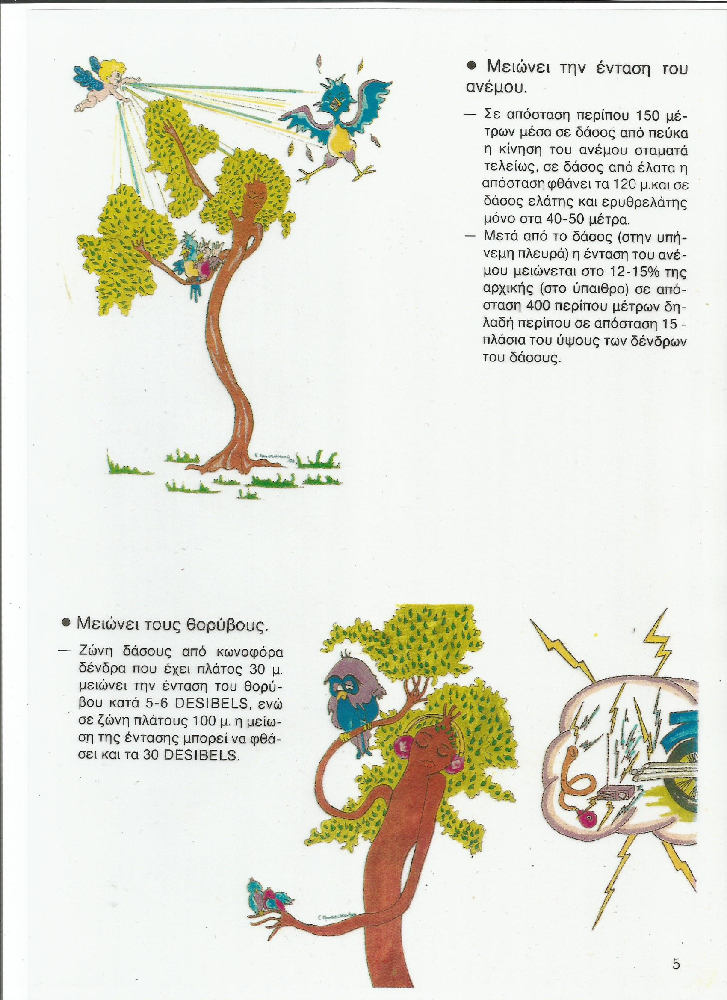 ● Μειώνει την ένταση του
ανέμου.
— Σε απόσταση περίπου 150 μέ-
τρων μέσα σε δάσος από πεύκα
η κίνηση του ανέμου σταματά
τελείως, σε δάσος από έλατα η
απόσταση φθάνει τα 120 μ.και σε
δάσος ελάτης και ερυθρελάτης
μόνο στα 40-50 μέτρα.
— Μετά από το δάσος (στην υπή-
νεμη πλευρά) η ένταση του ανέ-
μου μειώνεται στο 12-15% της
αρχικής (στο ύπαιθρο) σε από-
σταση 400 περίπου μέτρων δη-
λαδή περίπου σε απόσταση 15 -
πλάσια του ύψους των δένδρων
του δάσους.
● Μειώνει τους θορύβους.
— Ζώνη δάσους από κωνοφόρα
δένδρα που έχει πλάτος 30 μ.
μειώνει την ένταση του θορύ-
βου κατά 5-6 DESIBELS, ενώ
σε ζώνη πλάτους 100 μ. η μείω-
ση της έντασης μπορεί να φθά-
σει και τα 30 DESIBELS.
5